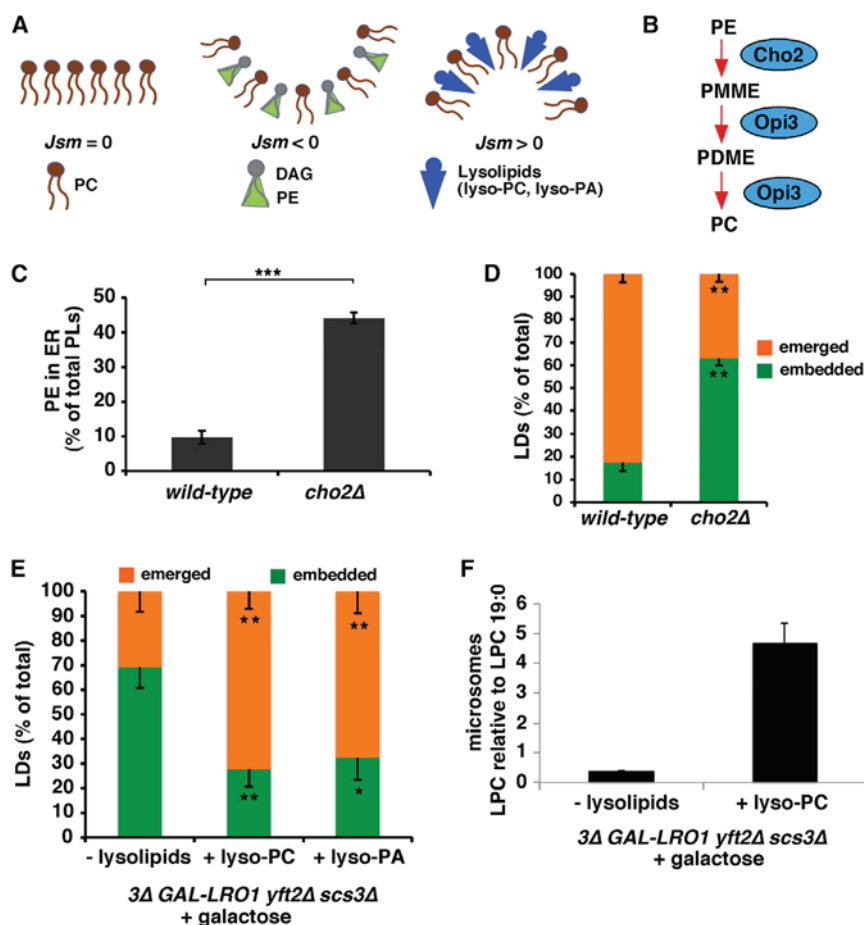 A
Jsm = 0
Jsm < 0
Jsm > 0
PC
DAG
PE
Lysolipids
(lyso-PC, lyso-PA)
B
PE
Cho2
PMME
Opi3
PDME
Opi3
PC
C
PE in ER
(% of total PLs)
50
40
30
20
10
0
***
wild-type
cho2Δ
D
LDs (% of total)
100
90
80
70
60
50
40
30
20
10
0
**
**
wild-type
cho2Δ
emerged
embedded
E
emerged
embedded
LDs (% of total)
100
90
80
70
60
50
40
30
20
10
0
**
**
**
*
- lysolipids
+ lyso-PC
+ lyso-PA
3Δ GAL-LRO1 yft2Δ scs3Δ
+ galactose
F
microsomes
LPC relative to LPC 19:0
6
5
4
3
2
1
0
- lysolipids
+ lyso-PC
3Δ GAL-LRO1 yft2Δ scs3Δ
+ galactose